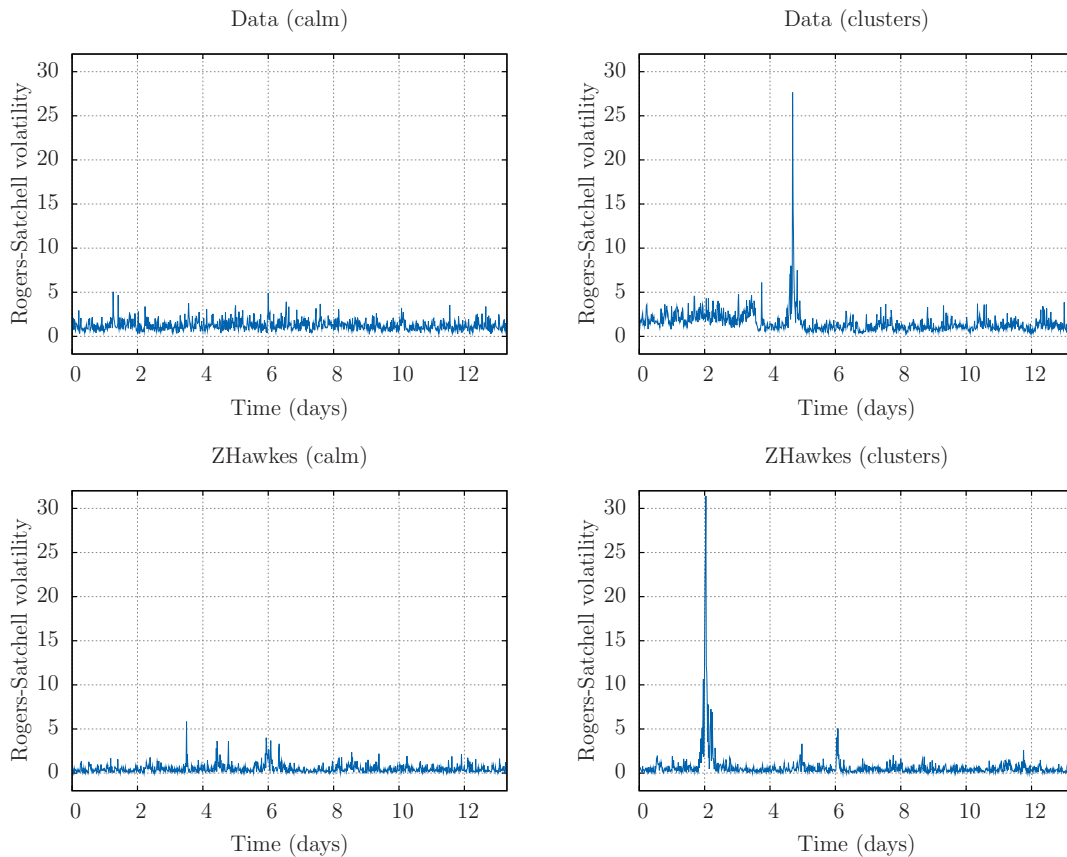 Data (calm)
Rogers-Satchell volatility
30
25
20
15
10
5
0
0 2 4 6 8 10 12
Time (days)
Data (clusters)
Rogers-Satchell volatility
30
25
20
15
10
5
0
0 2 4 6 8 10 12
Time (days)
ZHawkes (calm)
Rogers-Satchell volatility
30
25
20
15
10
5
0
0 2 4 6 8 10 12
Time (days)
ZHawkes (clusters)
Rogers-Satchell volatility
30
25
20
15
10
5
0
0 2 4 6 8 10 12
Time (days)